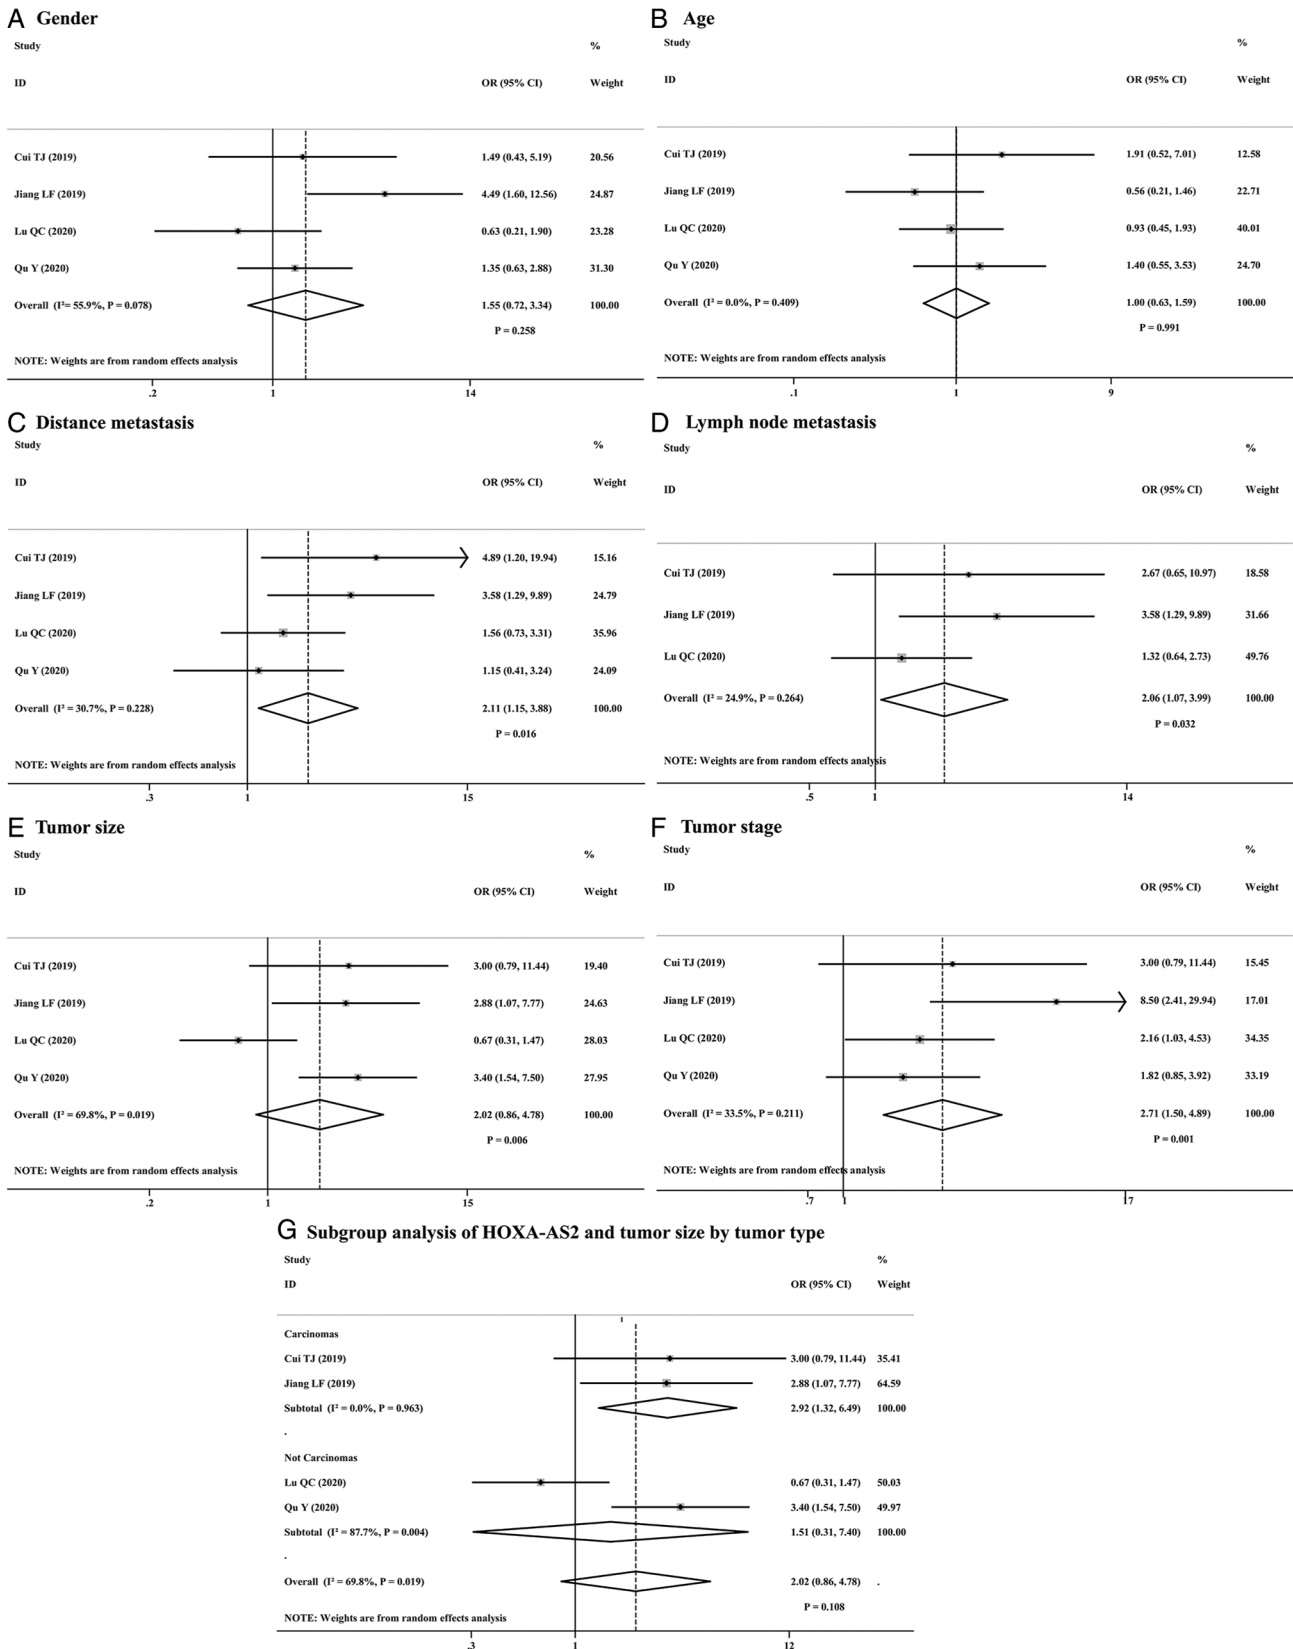 A Gender
Study %
ID OR (95% CI) Weight
Cui TJ (2019) 1.49 (0.43, 5.19) 20.56
Jiang LF (2019) 4.49 (1.60, 12.56) 24.87
Lu QC (2020) 0.63 (0.21, 1.90) 23.28
Qu Y (2020) 1.35 (0.63, 2.88) 31.30
Overall (I²= 55.9%, P = 0.078) 1.55 (0.72, 3.34) 100.00
P = 0.258
NOTE: Weights are from random effects analysis
.2 1 14
B Age
Study %
ID OR (95% CI) Weight
Cui TJ (2019) 1.91 (0.52, 7.01) 12.58
Jiang LF (2019) 0.56 (0.21, 1.46) 22.71
Lu QC (2020) 0.93 (0.45, 1.93) 40.01
Qu Y (2020) 1.40 (0.55, 3.53) 24.70
Overall (I² = 0.0%, P = 0.409) 1.00 (0.63, 1.59) 100.00
P = 0.991
NOTE: Weights are from random effects analysis
.1 1 9
C Distance metastasis
Study %
ID OR (95% CI) Weight
Cui TJ (2019) 4.89 (1.20, 19.94) 15.16
Jiang LF (2019) 3.58 (1.29, 9.89) 24.79
Lu QC (2020) 1.56 (0.73, 3.31) 35.96
Qu Y (2020) 1.15 (0.41, 3.24) 24.09
Overall (I² = 30.7%, P = 0.228) 2.11 (1.15, 3.88) 100.00
P = 0.016
NOTE: Weights are from random effects analysis
.3 1 15
D Lymph node metastasis
Study %
ID OR (95% CI) Weight
Cui TJ (2019) 2.67 (0.65, 10.97) 18.58
Jiang LF (2019) 3.58 (1.29, 9.89) 31.66
Lu QC (2020) 1.32 (0.64, 2.73) 49.76
Overall (I² = 24.9%, P = 0.264) 2.06 (1.07, 3.99) 100.00
P = 0.032
NOTE: Weights are from random effects analysis
.5 1 14
E Tumor size
Study %
ID OR (95% CI) Weight
Cui TJ (2019) 3.00 (0.79, 11.44) 19.40
Jiang LF (2019) 2.88 (1.07, 7.77) 24.63
Lu QC (2020) 0.67 (0.31, 1.47) 28.03
Qu Y (2020) 3.40 (1.54, 7.50) 27.95
Overall (I² = 69.8%, P = 0.019) 2.02 (0.86, 4.78) 100.00
P = 0.006
NOTE: Weights are from random effects analysis
.2 1 15
F Tumor stage
Study %
ID OR (95% CI) Weight
Cui TJ (2019) 3.00 (0.79, 11.44) 15.45
Jiang LF (2019) 8.50 (2.41, 29.94) 17.01
Lu QC (2020) 2.16 (1.03, 4.53) 34.35
Qu Y (2020) 1.82 (0.85, 3.92) 33.19
Overall (I² = 33.5%, P = 0.211) 2.71 (1.50, 4.89) 100.00
P = 0.001
NOTE: Weights are from random effects analysis
.7 1 17
G Subgroup analysis of HOXA-AS2 and tumor size by tumor type
Study %
ID OR (95% CI) Weight
Carcinomas
Cui TJ (2019) 3.00 (0.79, 11.44) 35.41
Jiang LF (2019) 2.88 (1.07, 7.77) 64.59
Subtotal (I² = 0.0%, P = 0.963) 2.92 (1.32, 6.49) 100.00
.
Not Carcinomas
Lu QC (2020) 0.67 (0.31, 1.47) 50.03
Qu Y (2020) 3.40 (1.54, 7.50) 49.97
Subtotal (I² = 87.7%, P = 0.004) 1.51 (0.31, 7.40) 100.00
.
Overall (I² = 69.8%, P = 0.019) 2.02 (0.86, 4.78) .
P = 0.108
NOTE: Weights are from random effects analysis
.3 1 12